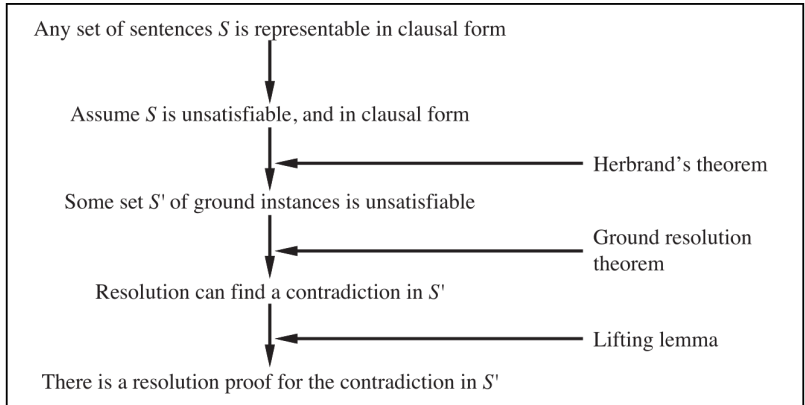 Any set of sentences S is representable in clausal form
Assume S is unsatisfiable, and in clausal form
Herbrand's theorem
Some set S' of ground instances is unsatisfiable
Ground resolution
theorem
Resolution can find a contradiction in S'
Lifting lemma
There is a resolution proof for the contradiction in S'